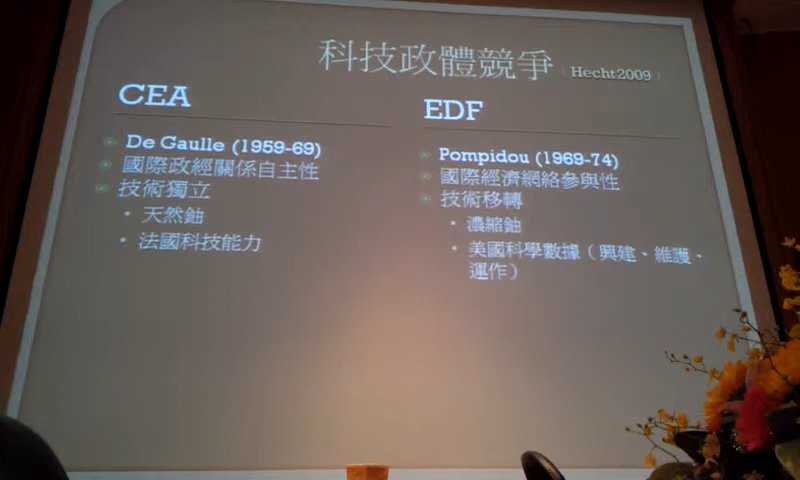 科技政體競爭（Hecht2009）
CEA
De Gaulle (1959-69)
國際政經關係自主性
技術獨立
• 天然鈾
• 法國科技能力
EDF
Pompidou (1969-74)
國際經濟網絡參與性
技術移轉
• 濃縮鈾
• 美國科學數據（興建、維護、
運作）